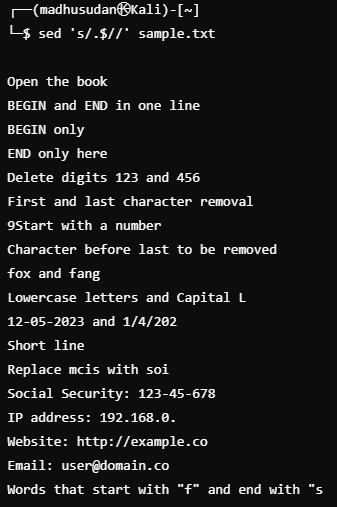 ┌──(madhusudan㉿Kali)-[~]
└─$ sed 's/.$//' sample.txt
Open the book
BEGIN and END in one line
BEGIN only
END only here
Delete digits 123 and 456
First and last character removal
9Start with a number
Character before last to be removed
fox and fang
Lowercase letters and Capital L
12-05-2023 and 1/4/202
Short line
Replace mcis with soi
Social Security: 123-45-678
IP address: 192.168.0.
Website: http://example.co
Email: user@domain.co
Words that start with "f" and end with "s